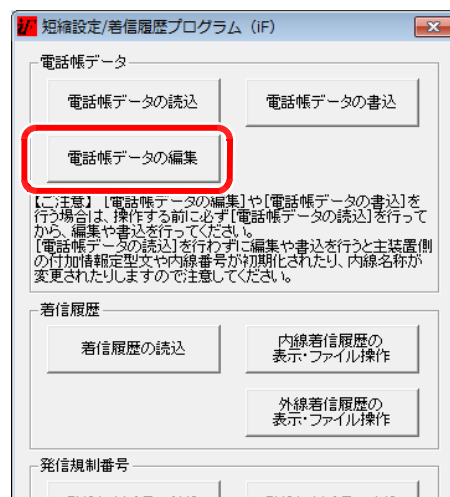 iF 短縮設定/着信履歴プログラム（iF）
電話帳データ
電話帳データの読込 電話帳データの書込
電話帳データの編集
【ご注意】 [電話帳データの編集]や[電話帳データの書込]を
行う場合は、操作する前に必ず[電話帳データの読込]を行って
から、編集や書込を行ってください。
[電話帳データの読込]を行わずに編集や書込を行うと主装置側
の付加情報定型文や内線番号が初期化されたり、内線名称が
変更されたりしますので注意してください。
着信履歴
着信履歴の読込
内線着信履歴の
表示・ファイル操作
外線着信履歴の
表示・ファイル操作
発信規制番号